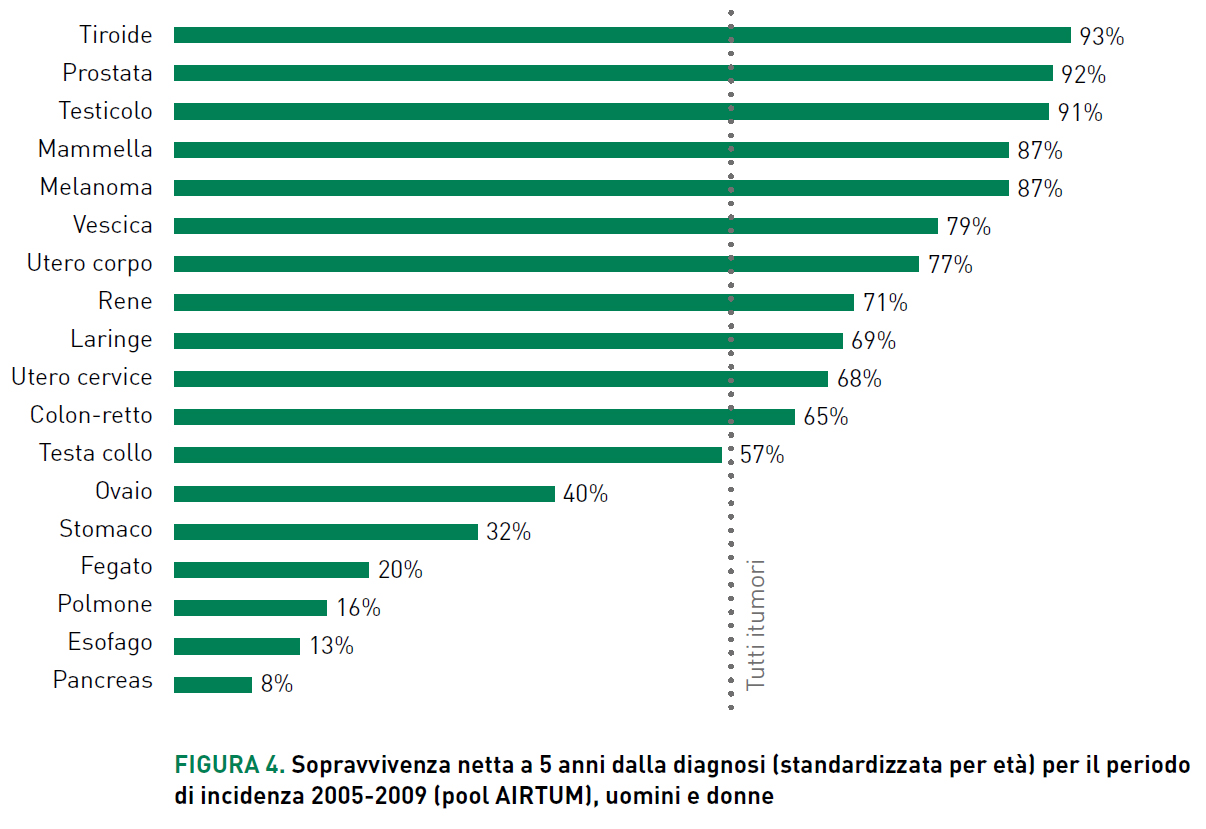 Tiroide 93%
Prostata 92%
Testicolo 91%
Mammella 87%
Melanoma 87%
Vescica 79%
Utero corpo 77%
Rene 71%
Laringe 69%
Utero cervice 68%
Colon-retto 65%
Testa collo 57%
Ovaio 40%
Stomaco 32%
Fegato 20%
Polmone 16%
Esofago 13%
Pancreas 8%
Tutti itumori
FIGURA 4. Sopravvivenza netta a 5 anni dalla diagnosi (standardizzata per età) per il periodo
di incidenza 2005-2009 (pool AIRTUM), uomini e donne